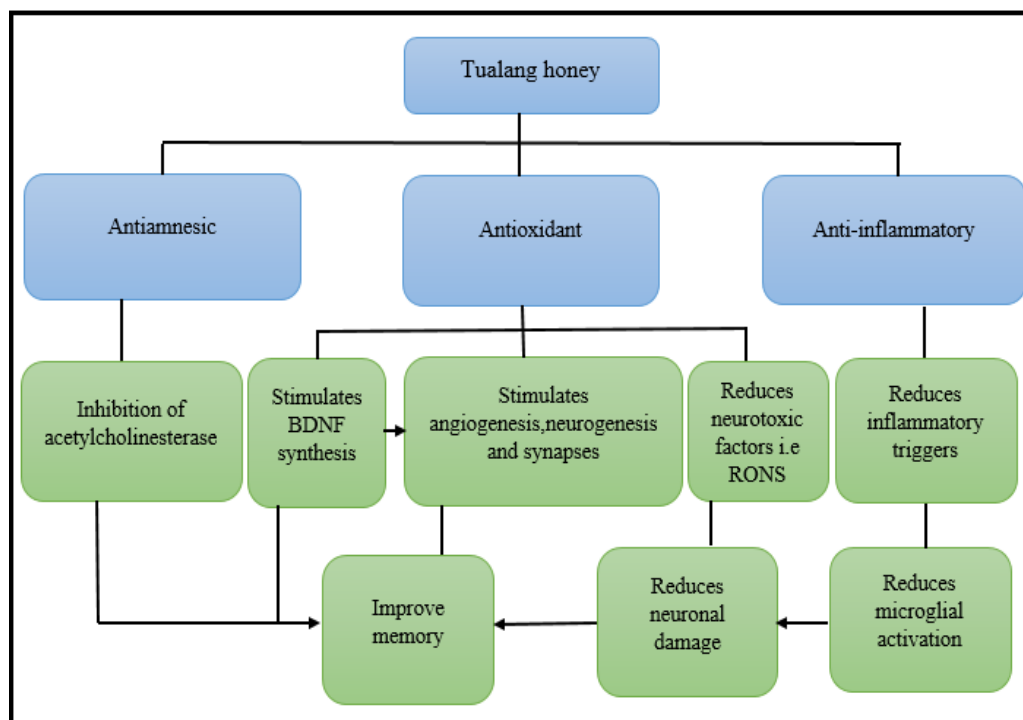 Tualang honey
Antiamnesic
Antioxidant
Anti-inflammatory
Inhibition of
acetylcholinesterase
Stimulates
BDNF
synthesis
Stimulates
angiogenesis,neurogenesis
and synapses
Reduces
neurotoxic
factors i.e
RONS
Reduces
inflammatory
triggers
Improve
memory
Reduces
neuronal
damage
Reduces
microglial
activation